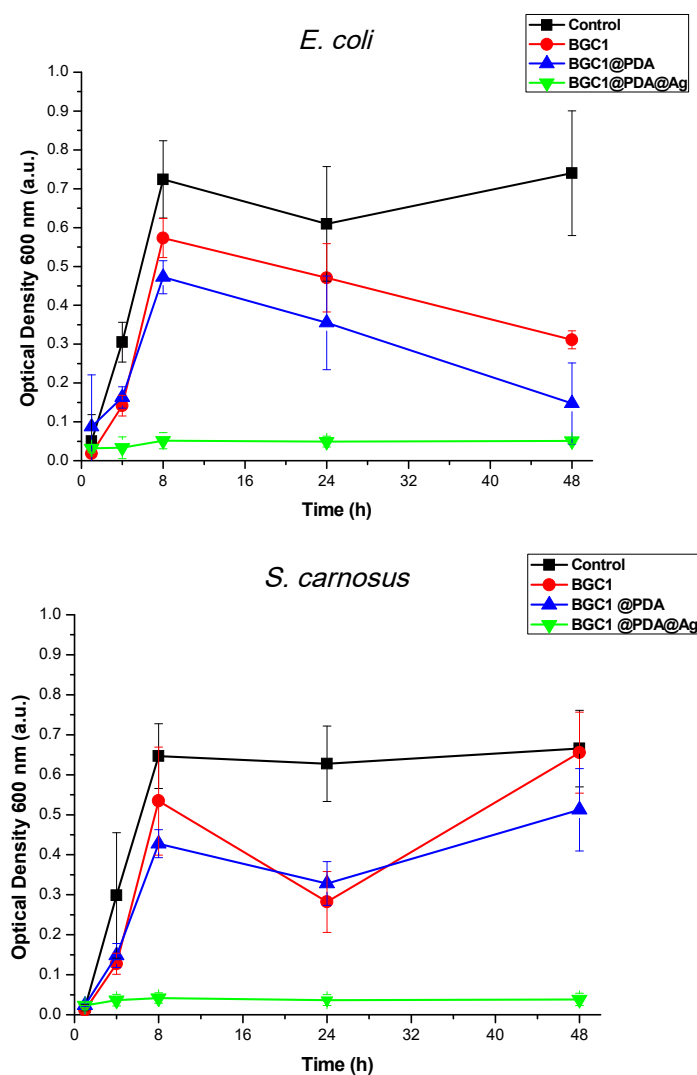 E. coli
Control
BGC1
BGC1@PDA
BGC1@PDA@Ag
1.0
0.9
0.8
0.7
0.6
0.5
0.4
0.3
0.2
0.1
0.0
Optical Density 600 nm (a.u.)
0 8 16 24 32 40 48
Time (h)
S. carnosus
Control
BGC1
BGC1 @PDA
BGC1 @PDA@Ag
1.0
0.9
0.8
0.7
0.6
0.5
0.4
0.3
0.2
0.1
0.0
Optical Density 600 nm (a.u.)
0 8 16 24 32 40 48
Time (h)